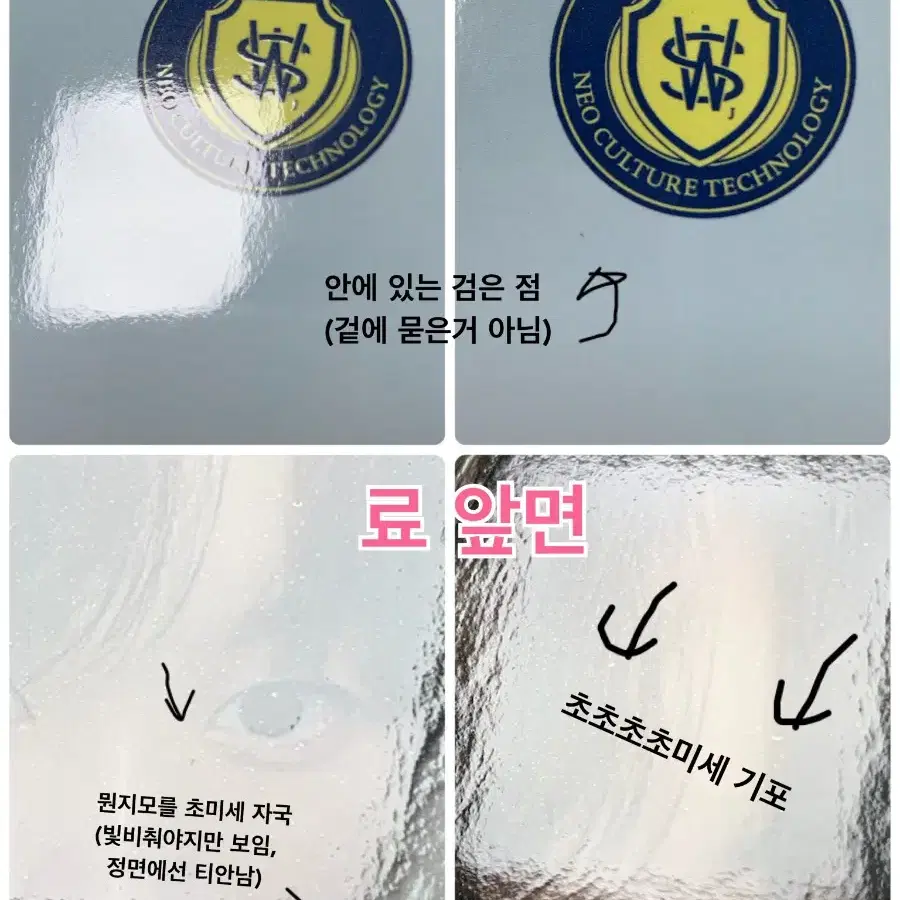 NEO CULTURE TECHNOLOGY
NEO CULTURE TECHNOLOGY
안에 있는 검은 점
(겉에 묻은거 아님)
료 앞면
초초초초미세 기포
뭔지모를 초미세 자국
(빛비춰야지만 보임,
정면에선 티안남)